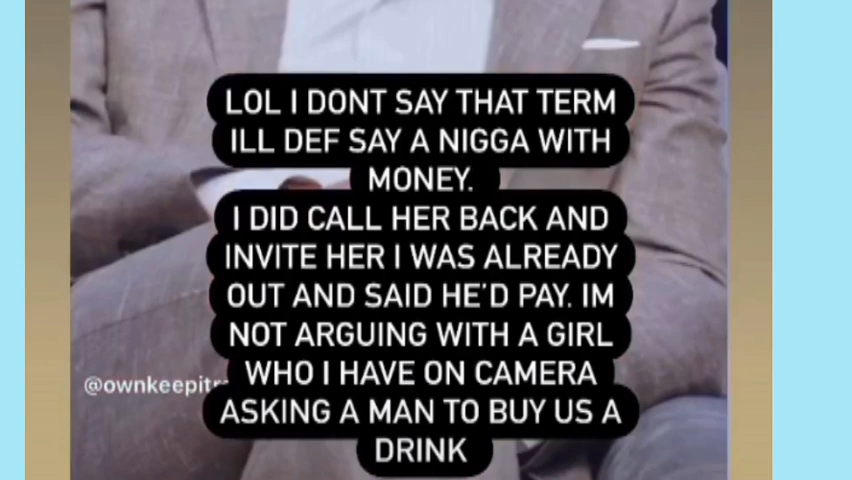 LOL I DONT SAY THAT TERM
ILL DEF SAY A NIGGA WITH
MONEY.
I DID CALL HER BACK AND
INVITE HER I WAS ALREADY
OUT AND SAID HE'D PAY. IM
NOT ARGUING WITH A GIRL
WHO I HAVE ON CAMERA
ASKING A MAN TO BUY US A
DRINK